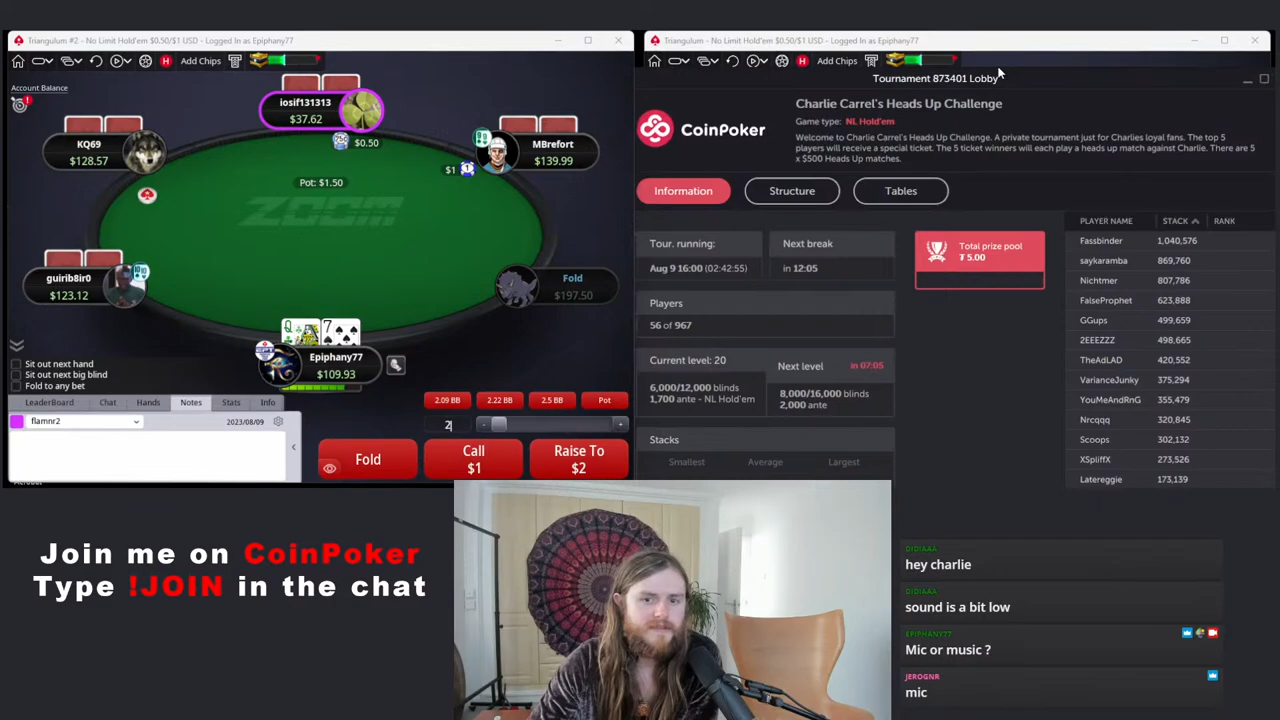 Triangulum #2 - No Limit Hold'em $0.50/$1 USD - Logged In as Epiphany77
Add Chips
Account Balance
iosif131313
$37.62
KQ69
$128.57
MBrefort
$139.99
$0.50
$1
Pot: $1.50
ZOOM
guirib8ir0
$123.12
Fold
$197.50
Q 7
Epiphany77
$109.93
Sit out next hand
Sit out next big blind
Fold to any bet
LeaderBoard Chat Hands Notes Stats Info
flamnr2
2023/08/09
2.09 BB 2.22 BB 2.5 BB Pot
2
- +
Fold
Call
$1
Raise To
$2
Triangulum - No Limit Hold'em $0.50/$1 USD - Logged In as Epiphany77
Add Chips
Tournament 873401 Lobby
CoinPoker
Charlie Carrel's Heads Up Challenge
Game type: NL Hold'em
Welcome to Charlie Carrel's Heads Up Challenge. A private tournament just for Charlies loyal fans. The top 5
players will receive a special ticket. The 5 ticket winners will each play a heads up match against Charlie. There are 5
x $500 Heads Up matches.
Information Structure Tables
Tour. running:
Aug 9 16:00 (02:42:55)
Next break
in 12:05
Total prize pool
₮ 5.00
Players
56 of 967
Current level: 20
6,000/12,000 blinds
1,700 ante - NL Hold'em
Next level in 07:05
8,000/16,000 blinds
2,000 ante
Stacks
Smallest Average Largest
PLAYER NAME STACK RANK
Fassbinder 1,040,576
saykaramba 869,760
Nichtmer 807,786
FalseProphet 623,888
GGups 499,659
2EEEZZZ 498,665
TheAdLAD 420,552
VarianceJunky 375,294
YouMeAndRnG 355,479
Nrcqqq 320,845
Scoops 302,132
XSpliffX 273,526
Latereggie 173,139
Join me on CoinPoker
Type !JOIN in the chat
DIDIAAA
hey charlie
DIDIAAA
sound is a bit low
EPIPHANY77
Mic or music ?
JEROGNR
mic